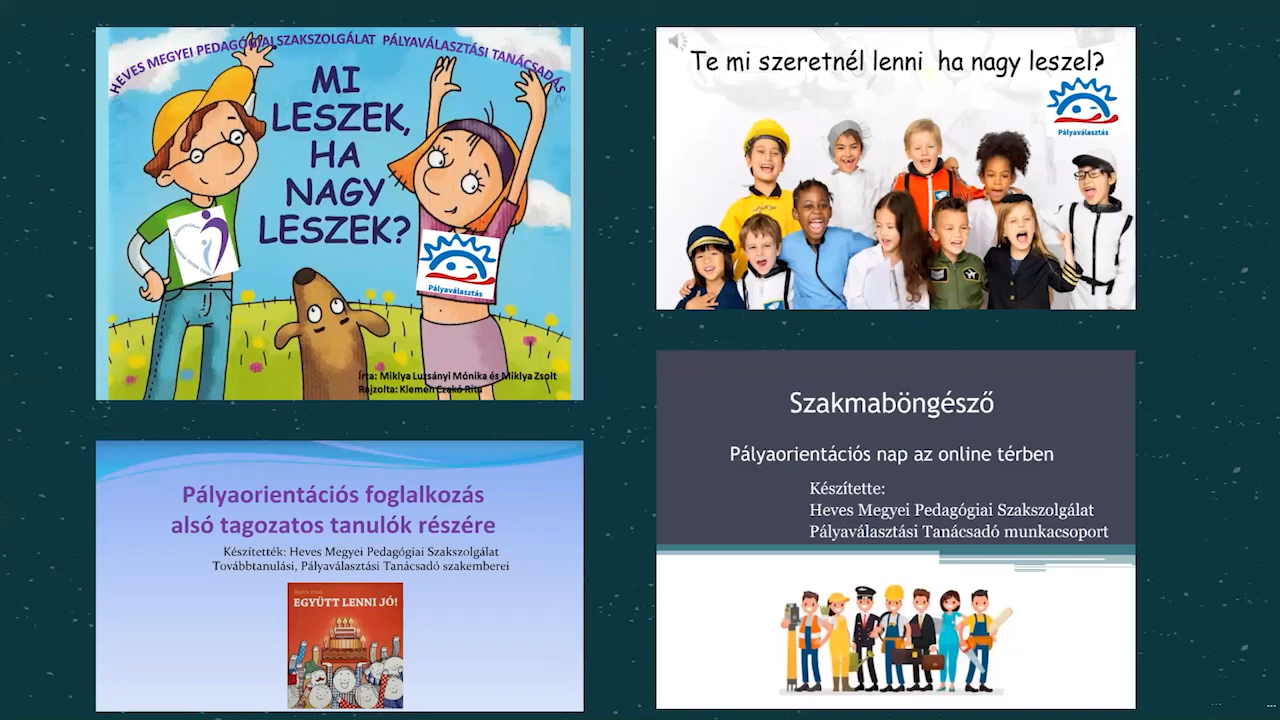 HEVES MEGYEI PEDAGÓGIAI SZAKSZOLGÁLAT PÁLYAVÁLASZTÁSI TANÁCSADÁS
MI
LESZEK,
HA
NAGY
LESZEK?
Pályaválasztás
Írta: Miklya Luzsányi Mónika és Miklya Zsolt
Rajzolta: Klemen Czakó Rita
Te mi szeretnél lenni ha nagy leszel?
Pályaválasztás
Pályaorientációs foglalkozás
alsó tagozatos tanulók részére
Készítették: Heves Megyei Pedagógiai Szakszolgálat
Továbbtanulási, Pályaválasztási Tanácsadó szakemberei
EGYÜTT LENNI JÓ!
Szakmaböngésző
Pályaorientációs nap az online térben
Készítette:
Heves Megyei Pedagógiai Szakszolgálat
Pályaválasztási Tanácsadó munkacsoport